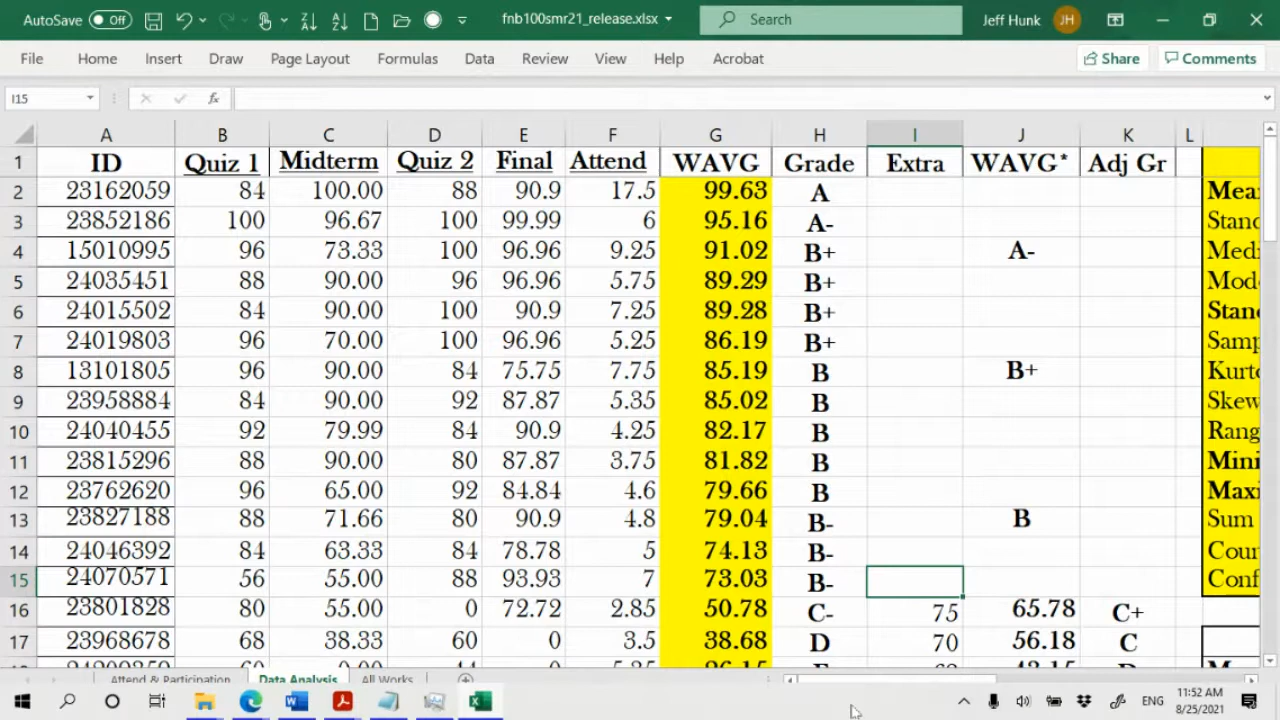 AutoSave Off fnb100smr21_release.xlsx Search Jeff Hunk JH
File Home Insert Draw Page Layout Formulas Data Review View Help Acrobat Share Comments
I15 fx
A B C D E F G H I J K L
1 ID Quiz 1 Midterm Quiz 2 Final Attend WAVG Grade Extra WAVG* Adj Gr
2 23162059 84 100.00 88 90.9 17.5 99.63 A
3 23852186 100 96.67 100 99.99 6 95.16 A- Stand
4 15010995 96 73.33 100 96.96 9.25 91.02 B+ A- Medi
5 24035451 88 90.00 96 96.96 5.75 89.29 B+ Mod
6 24015502 84 90.00 100 90.9 7.25 89.28 B+ Stand
7 24019803 96 70.00 100 96.96 5.25 86.19 B+ Samp
8 13101805 96 90.00 84 75.75 7.75 85.19 B B+ Kurto
9 23958884 84 90.00 92 87.87 5.35 85.02 B Skew
10 24040455 92 79.99 84 90.9 4.25 82.17 B Rang
11 23815296 88 90.00 80 87.87 3.75 81.82 B Mini
12 23762620 96 65.00 92 84.84 4.6 79.66 B Maxi
13 23827188 88 71.66 80 90.9 4.8 79.04 B- B Sum
14 24046392 84 63.33 84 78.78 5 74.13 B-
15 24070571 56 55.00 88 93.93 7 73.03 B- Conf
16 23801828 80 55.00 0 72.72 2.85 50.78 C- 75 65.78 C+
17 23968678 68 38.33 60 0 3.5 38.68 D 70 56.18 C
Attend & Participation Data Analysis All Works
ENG 11:52 AM
8/25/2021